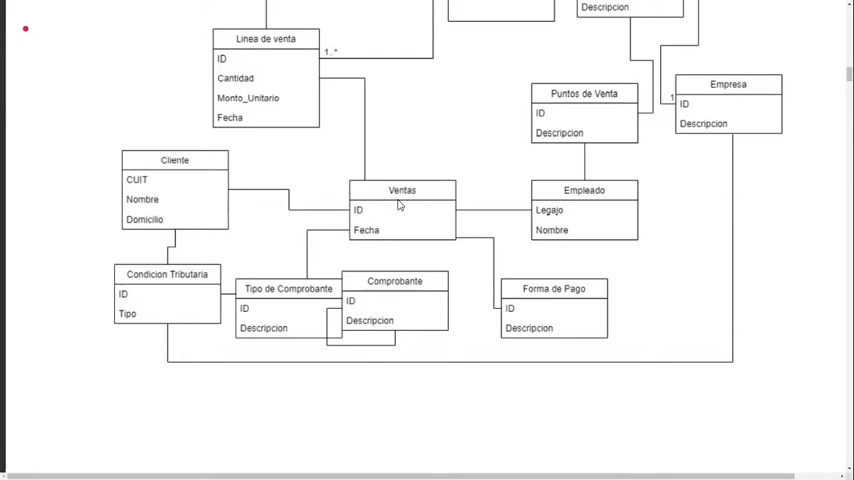 Descripcion
Linea de venta
ID
Cantidad
Monto_Unitario
Fecha
1..*
Puntos de Venta
ID
Descripcion
1
Empresa
ID
Descripcion
Cliente
CUIT
Nombre
Domicilio
Ventas
ID
Fecha
Empleado
Legajo
Nombre
Condicion Tributaria
ID
Tipo
Tipo de Comprobante
ID
Descripcion
Comprobante
ID
Descripcion
Forma de Pago
ID
Descripcion